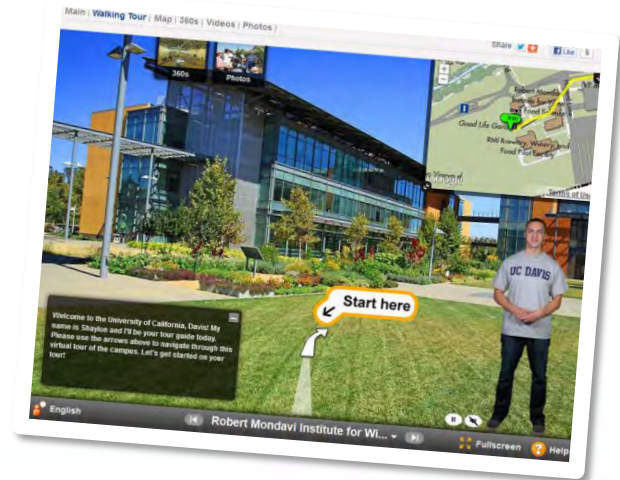 Main | Walking Tour | Map | 360s | Videos | Photos |
Share
Like 9
360s
Photos
Robert Mondavi
Good Life Garden
RMI
RMI Brewery, Winery, and
Food Pilot Facility
Google
Terms of Use
UC DAVIS
Start here
Welcome to the University of California, Davis! My
name is Shaylon and I'll be your tour guide today.
Please use the arrows above to navigate through this
virtual tour of the campus. Let's get started on your
tour!
English
Robert Mondavi Institute for Wi...
Fullscreen
Help